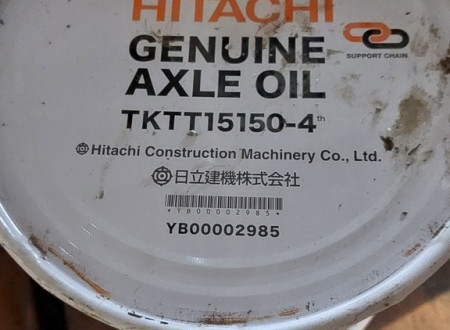 HITACHI
SUPPORT CHAIN
GENUINE
AXLE OIL
TKTT15150-4th
Hitachi Construction Machinery Co., Ltd.
日立建機株式会社
*YB00002985*
YB00002985